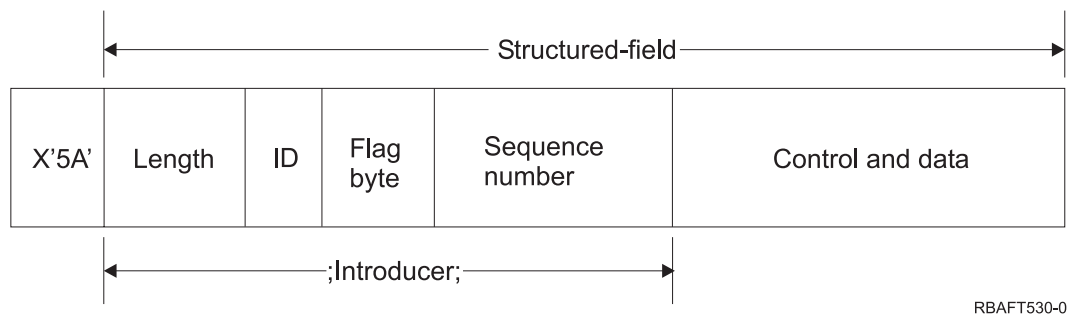 Structured-field
X'5A'
Length
ID
Flag
byte
Sequence
number
Control and data
;Introducer;
RBAFT530-0